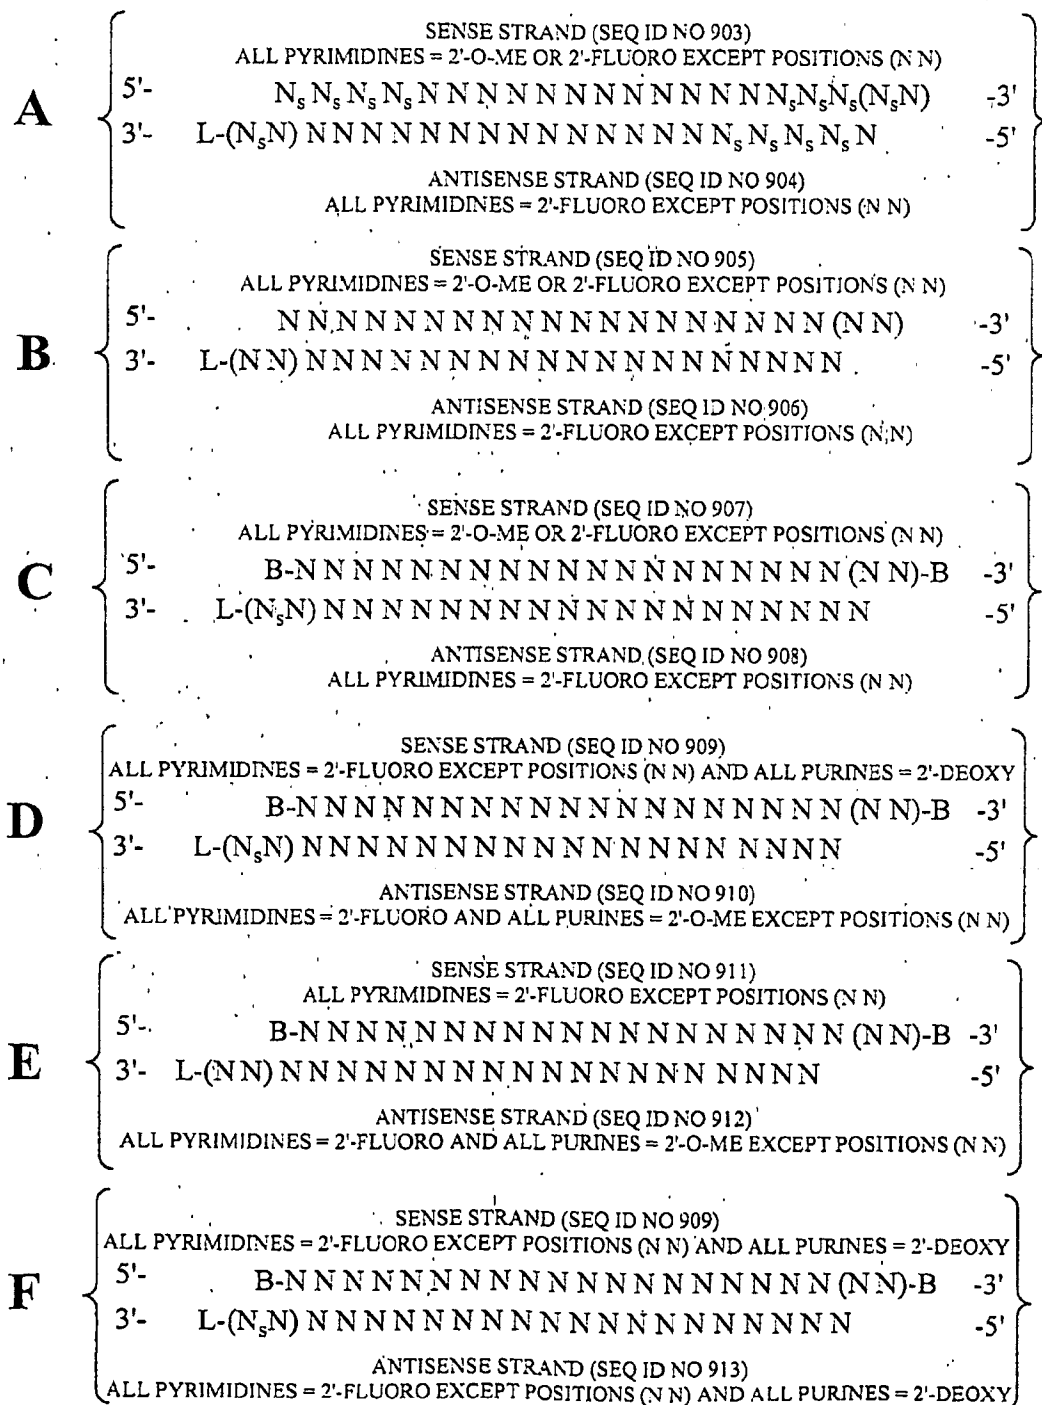 A
SENSE STRAND (SEQ ID NO 903)
ALL PYRIMIDINES = 2'-O-ME OR 2'-FLUORO EXCEPT POSITIONS (N N)
5'- NₛNₛNₛNₛN N N N N N N N N N N N NₛNₛNₛ(NₛN) -3'
3'- L-(NₛN) N N N N N N N N N N N N N N Nₛ Nₛ Nₛ Nₛ N -5'
ANTISENSE STRAND (SEQ ID NO 904)
ALL PYRIMIDINES = 2'-FLUORO EXCEPT POSITIONS (N N)
B
SENSE STRAND (SEQ ID NO 905)
ALL PYRIMIDINES = 2'-O-ME OR 2'-FLUORO EXCEPT POSITIONS (N N)
5'- N N N N N N N N N N N N N N N N N N N (N N) -3'
3'- L-(N N) N N N N N N N N N N N N N N N N N N N -5'
ANTISENSE STRAND (SEQ ID NO 906)
ALL PYRIMIDINES = 2'-FLUORO EXCEPT POSITIONS (N N)
C
SENSE STRAND (SEQ ID NO 907)
ALL PYRIMIDINES = 2'-O-ME OR 2'-FLUORO EXCEPT POSITIONS (N N)
5'- B-N N N N N N N N N N N N N N N N N N N (N N)-B -3'
3'- L-(NₛN) N N N N N N N N N N N N N N N N N N N -5'
ANTISENSE STRAND (SEQ ID NO 908)
ALL PYRIMIDINES = 2'-FLUORO EXCEPT POSITIONS (N N)
D
SENSE STRAND (SEQ ID NO 909)
ALL PYRIMIDINES = 2'-FLUORO EXCEPT POSITIONS (N N) AND ALL PURINES = 2'-DEOXY
5'- B-N N N N N N N N N N N N N N N N N N N (N N)-B -3'
3'- L-(NₛN) N N N N N N N N N N N N N N N N N N N -5'
ANTISENSE STRAND (SEQ ID NO 910)
ALL PYRIMIDINES = 2'-FLUORO AND ALL PURINES = 2'-O-ME EXCEPT POSITIONS (N N)
E
SENSE STRAND (SEQ ID NO 911)
ALL PYRIMIDINES = 2'-FLUORO EXCEPT POSITIONS (N N)
5'- B-N N N N N N N N N N N N N N N N N N N (N N)-B -3'
3'- L-(N N) N N N N N N N N N N N N N N N N N N N -5'
ANTISENSE STRAND (SEQ ID NO 912)
ALL PYRIMIDINES = 2'-FLUORO AND ALL PURINES = 2'-O-ME EXCEPT POSITIONS (N N)
F
SENSE STRAND (SEQ ID NO 909)
ALL PYRIMIDINES = 2'-FLUORO EXCEPT POSITIONS (N N) AND ALL PURINES = 2'-DEOXY
5'- B-N N N N N N N N N N N N N N N N N N N (N N)-B -3'
3'- L-(NₛN) N N N N N N N N N N N N N N N N N N N -5'
ANTISENSE STRAND (SEQ ID NO 913)
ALL PYRIMIDINES = 2'-FLUORO EXCEPT POSITIONS (N N) AND ALL PURINES = 2'-DEOXY